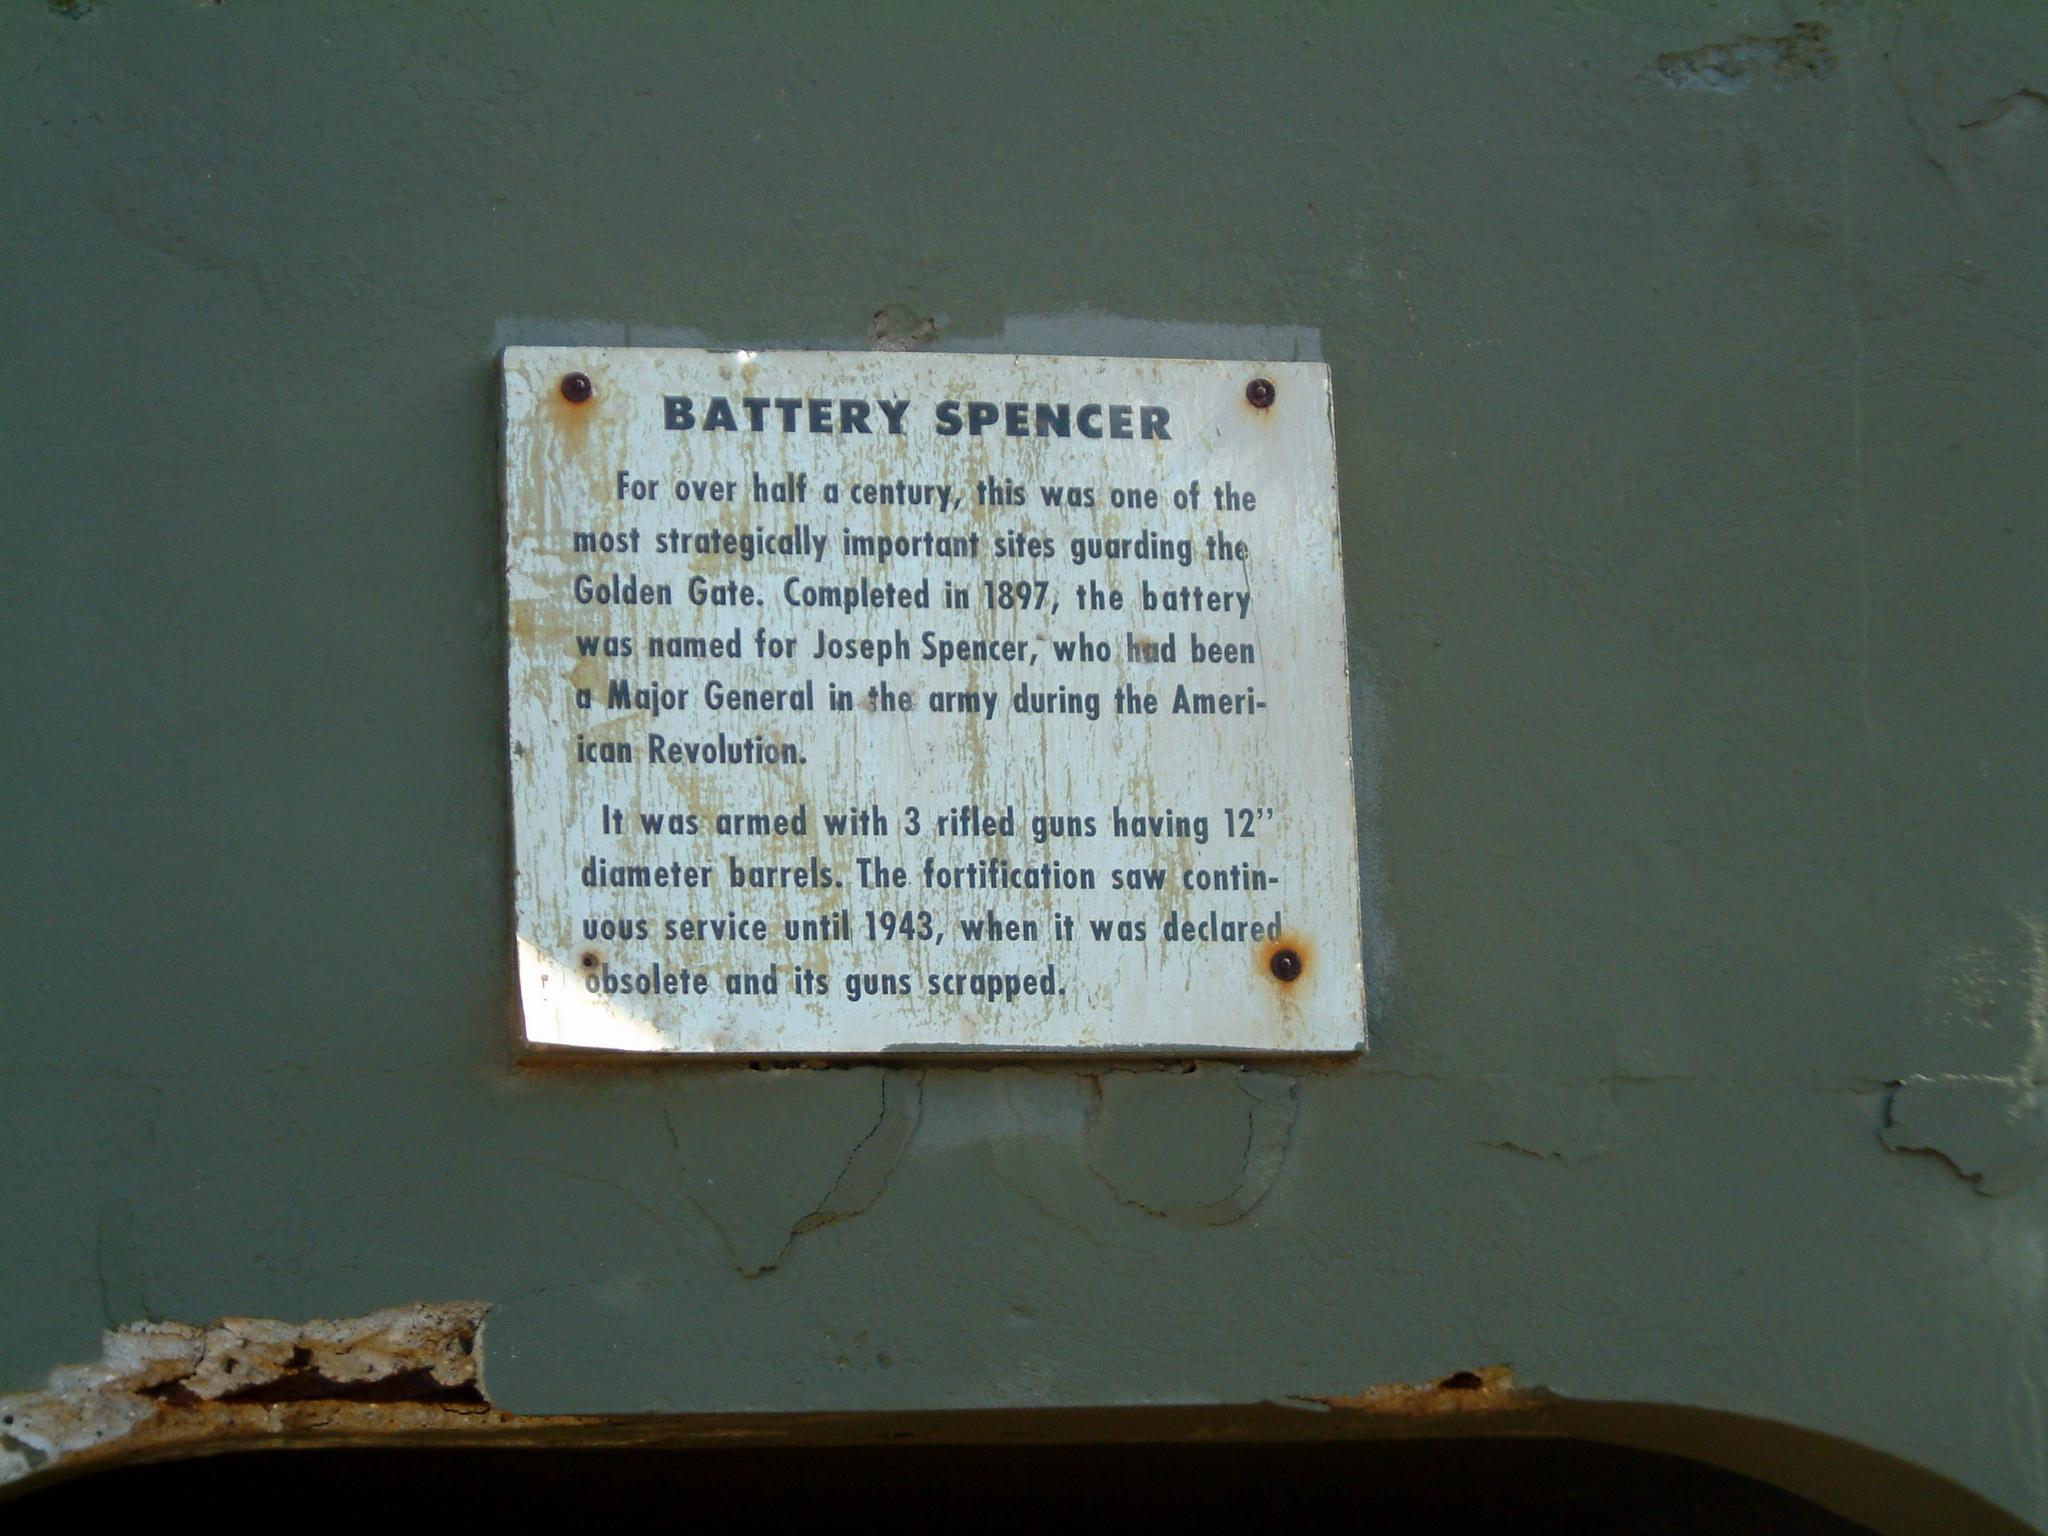 BATTERY SPENCER
For over half a century, this was one of the
most strategically important sites guarding the
Golden Gate. Completed in 1897, the battery
was named for Joseph Spencer, who had been
a Major General in the army during the Ameri-
ican Revolution.
It was armed with 3 rifled guns having 12”
diameter barrels. The fortification saw contin-
uous service until 1943, when it was declared
obsolete and its guns scrapped.